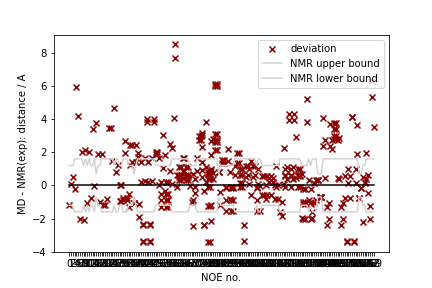 deviation
NMR upper bound
NMR lower bound
MD - NMR(exp): distance / A
8
6
4
2
0
−2
−4
NOE no.